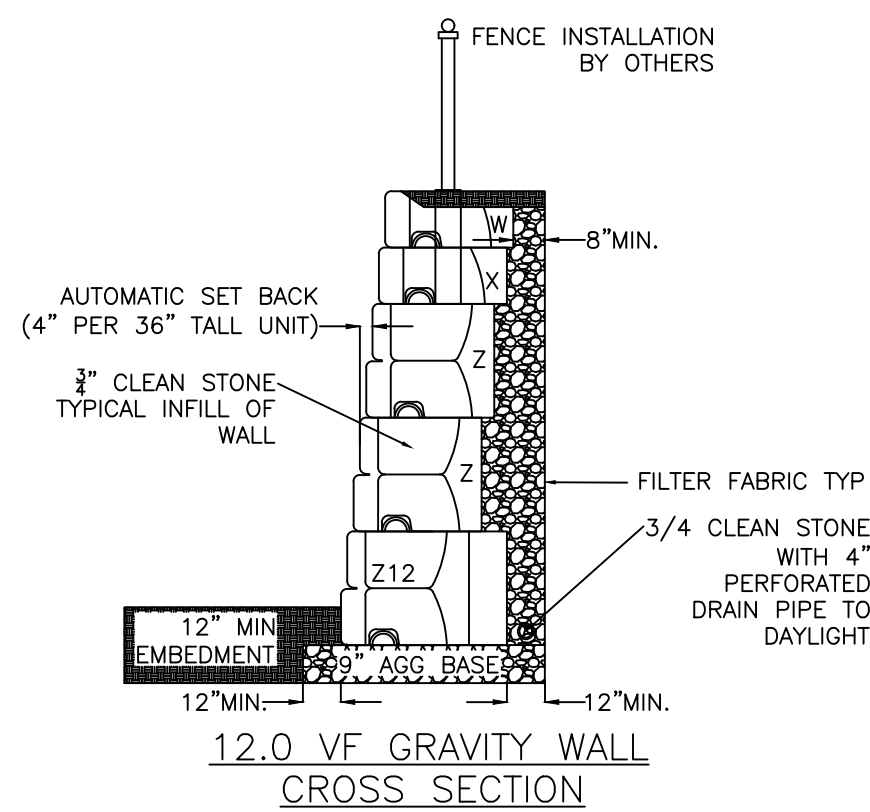 FENCE INSTALLATION
BY OTHERS
W
8"MIN.
X
AUTOMATIC SET BACK
(4" PER 36" TALL UNIT)
Z
3/4" CLEAN STONE
TYPICAL INFILL OF
WALL
Z
FILTER FABRIC TYP
3/4 CLEAN STONE
WITH 4"
PERFORATED
DRAIN PIPE TO
DAYLIGHT
Z12
12" MIN
EMBEDMENT
9" AGG BASE
12"MIN.
12"MIN.
12.0 VF GRAVITY WALL
CROSS SECTION